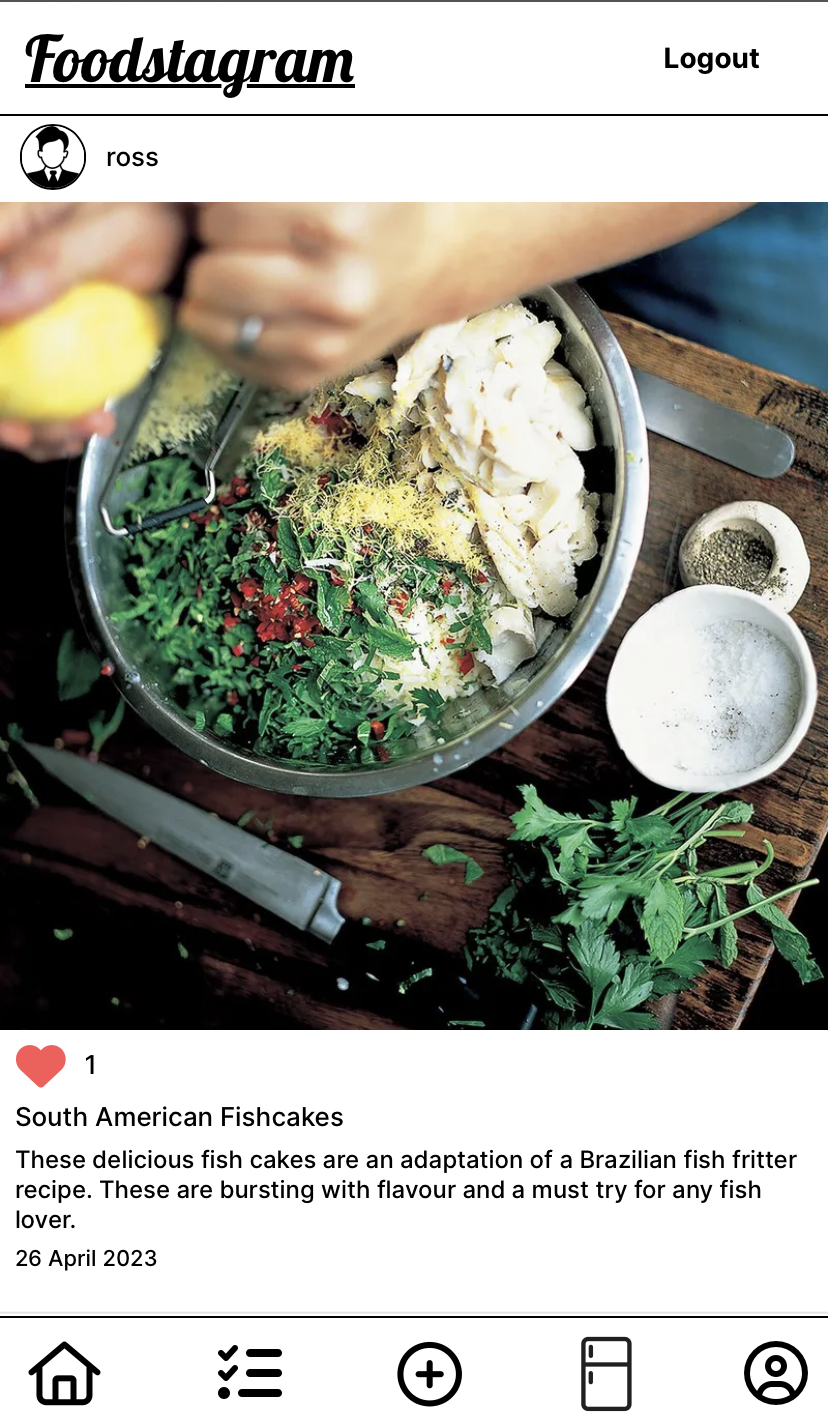 Foodstagram
Logout
ross
1
South American Fishcakes
These delicious fish cakes are an adaptation of a Brazilian fish fritter
recipe. These are bursting with flavour and a must try for any fish
lover.
26 April 2023